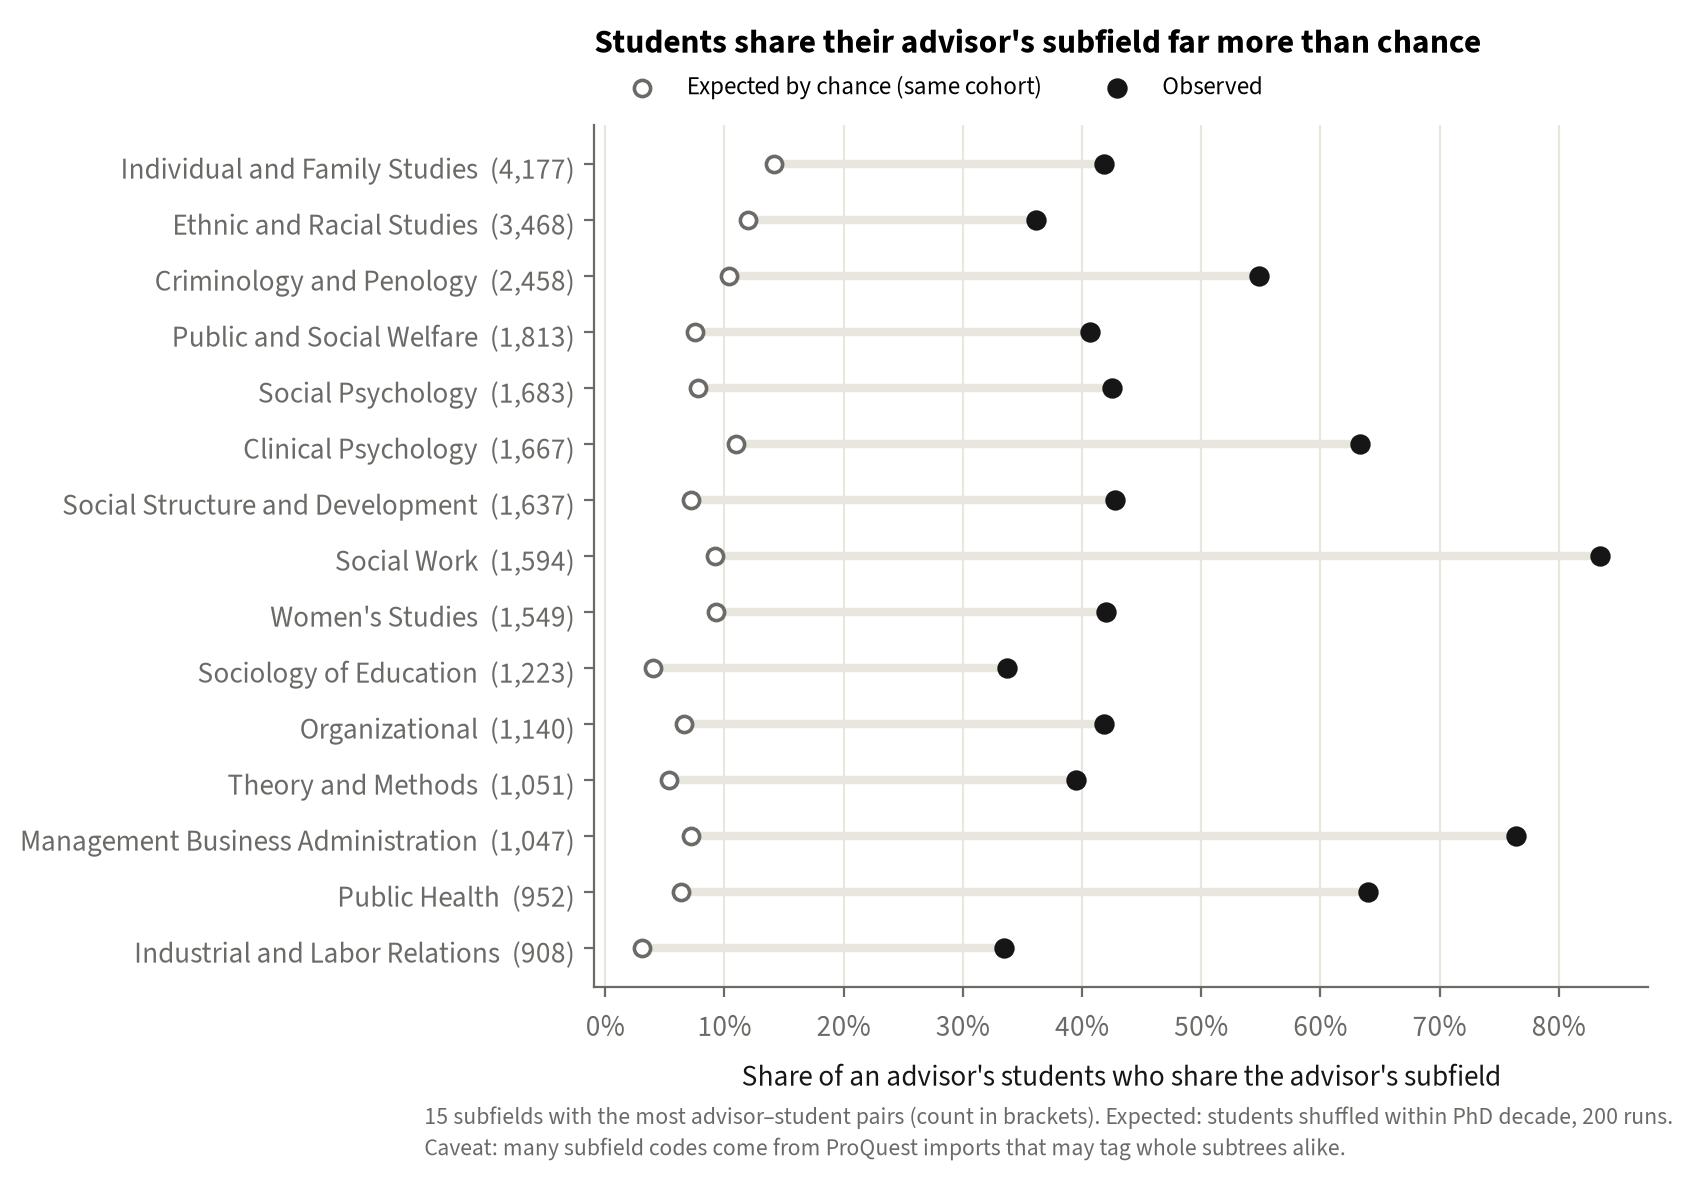 Students share their advisor's subfield far more than chance
Expected by chance (same cohort)
Observed
Individual and Family Studies (4,177)
Ethnic and Racial Studies (3,468)
Criminology and Penology (2,458)
Public and Social Welfare (1,813)
Social Psychology (1,683)
Clinical Psychology (1,667)
Social Structure and Development (1,637)
Social Work (1,594)
Women's Studies (1,549)
Sociology of Education (1,223)
Organizational (1,140)
Theory and Methods (1,051)
Management Business Administration (1,047)
Public Health (952)
Industrial and Labor Relations (908)
0% 10% 20% 30% 40% 50% 60% 70% 80%
Share of an advisor's students who share the advisor's subfield
15 subfields with the most advisor–student pairs (count in brackets). Expected: students shuffled within PhD decade, 200 runs.
Caveat: many subfield codes come from ProQuest imports that may tag whole subtrees alike.